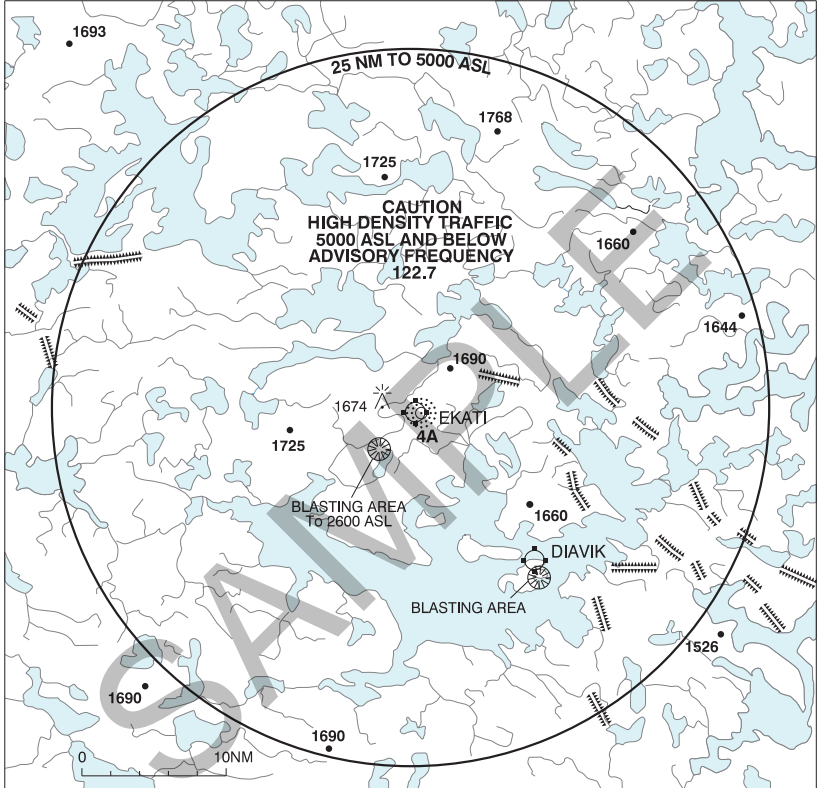 1693
25 NM TO 5000 ASL
1768
1725
CAUTION
HIGH DENSITY TRAFFIC
5000 ASL AND BELOW
ADVISORY FREQUENCY
122.7
1660
1644
1690
1674
EKATI
4A
1725
BLASTING AREA
To 2600 ASL
1660
DIAVIK
BLASTING AREA
1526
1690
1690
0 10NM
SAMPLE